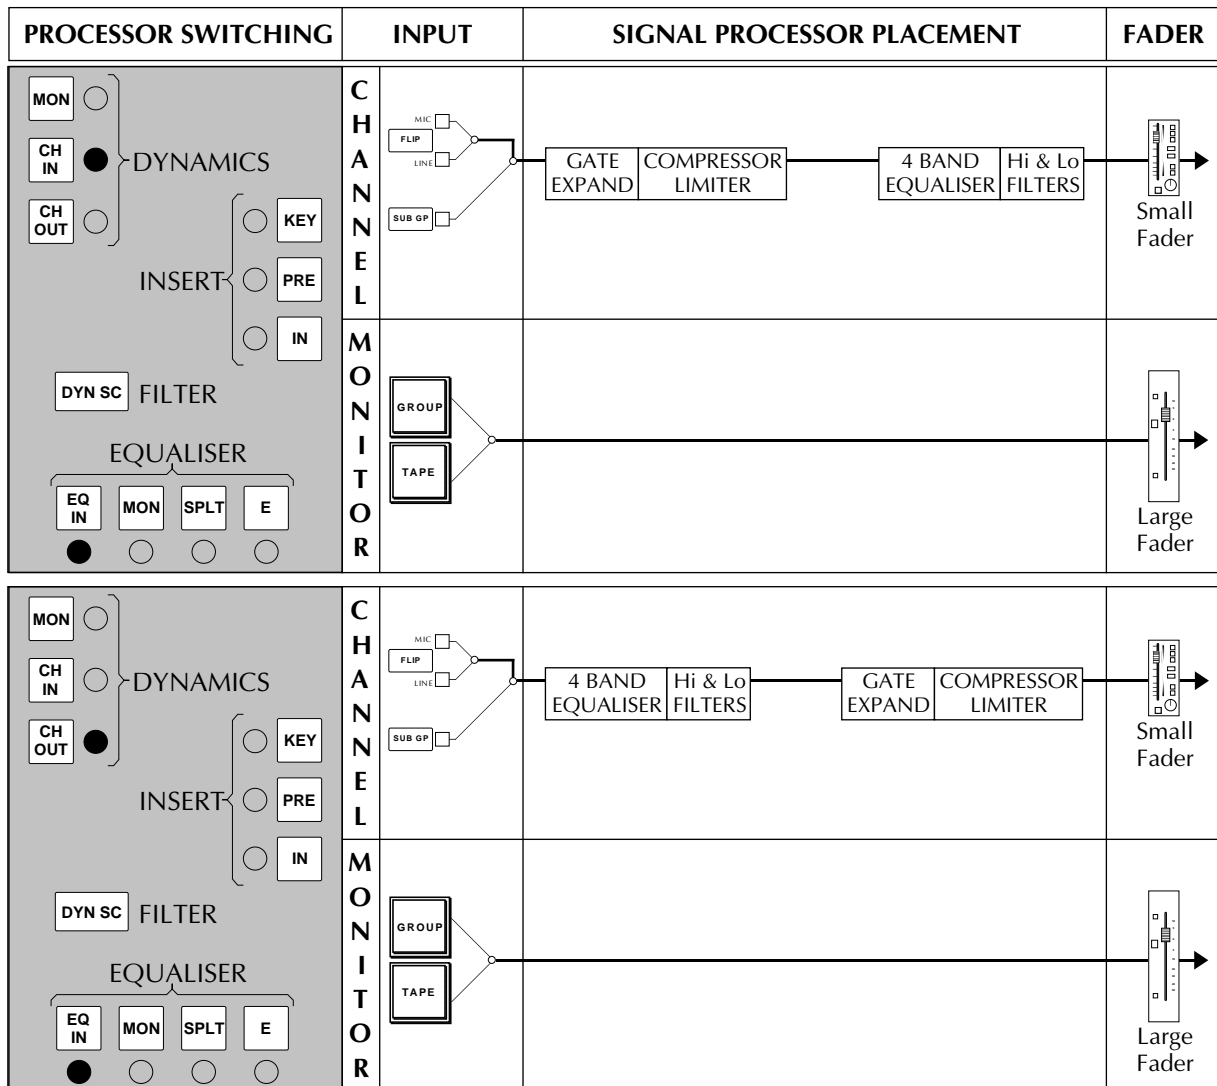 PROCESSOR SWITCHING
INPUT
SIGNAL PROCESSOR PLACEMENT
FADER
MON
CH
IN
CH
OUT
DYNAMICS
INSERT
KEY
PRE
IN
DYN SC
FILTER
EQUALISER
EQ
IN
MON
SPLT
E
CHANNEL
MIC
FLIP
LINE
SUB GP
GATE
EXPAND
COMPRESSOR
LIMITER
4 BAND
EQUALISER
Hi & Lo
FILTERS
Small
Fader
MONITOR
GROUP
TAPE
Large
Fader
MON
CH
IN
CH
OUT
DYNAMICS
INSERT
KEY
PRE
IN
DYN SC
FILTER
EQUALISER
EQ
IN
MON
SPLT
E
CHANNEL
MIC
FLIP
LINE
SUB GP
4 BAND
EQUALISER
Hi & Lo
FILTERS
GATE
EXPAND
COMPRESSOR
LIMITER
Small
Fader
MONITOR
GROUP
TAPE
Large
Fader